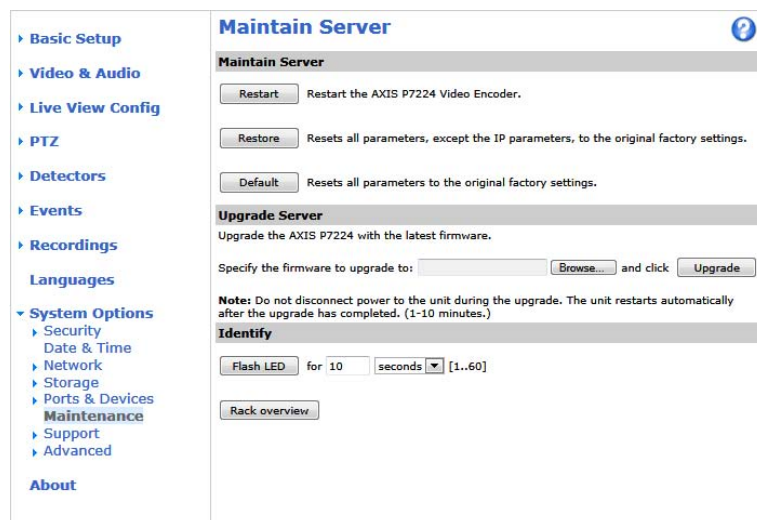 Basic Setup
Video & Audio
Live View Config
PTZ
Detectors
Events
Recordings
Languages
System Options
Security
Date & Time
Network
Storage
Ports & Devices
Maintenance
Support
Advanced
About
Maintain Server
?
Maintain Server
Restart Restart the AXIS P7224 Video Encoder.
Restore Resets all parameters, except the IP parameters, to the original factory settings.
Default Resets all parameters to the original factory settings.
Upgrade Server
Upgrade the AXIS P7224 with the latest firmware.
Specify the firmware to upgrade to: Browse... and click Upgrade
Note: Do not disconnect power to the unit during the upgrade. The unit restarts automatically
after the upgrade has completed. (1-10 minutes.)
Identify
Flash LED for 10 seconds [1..60]
Rack overview